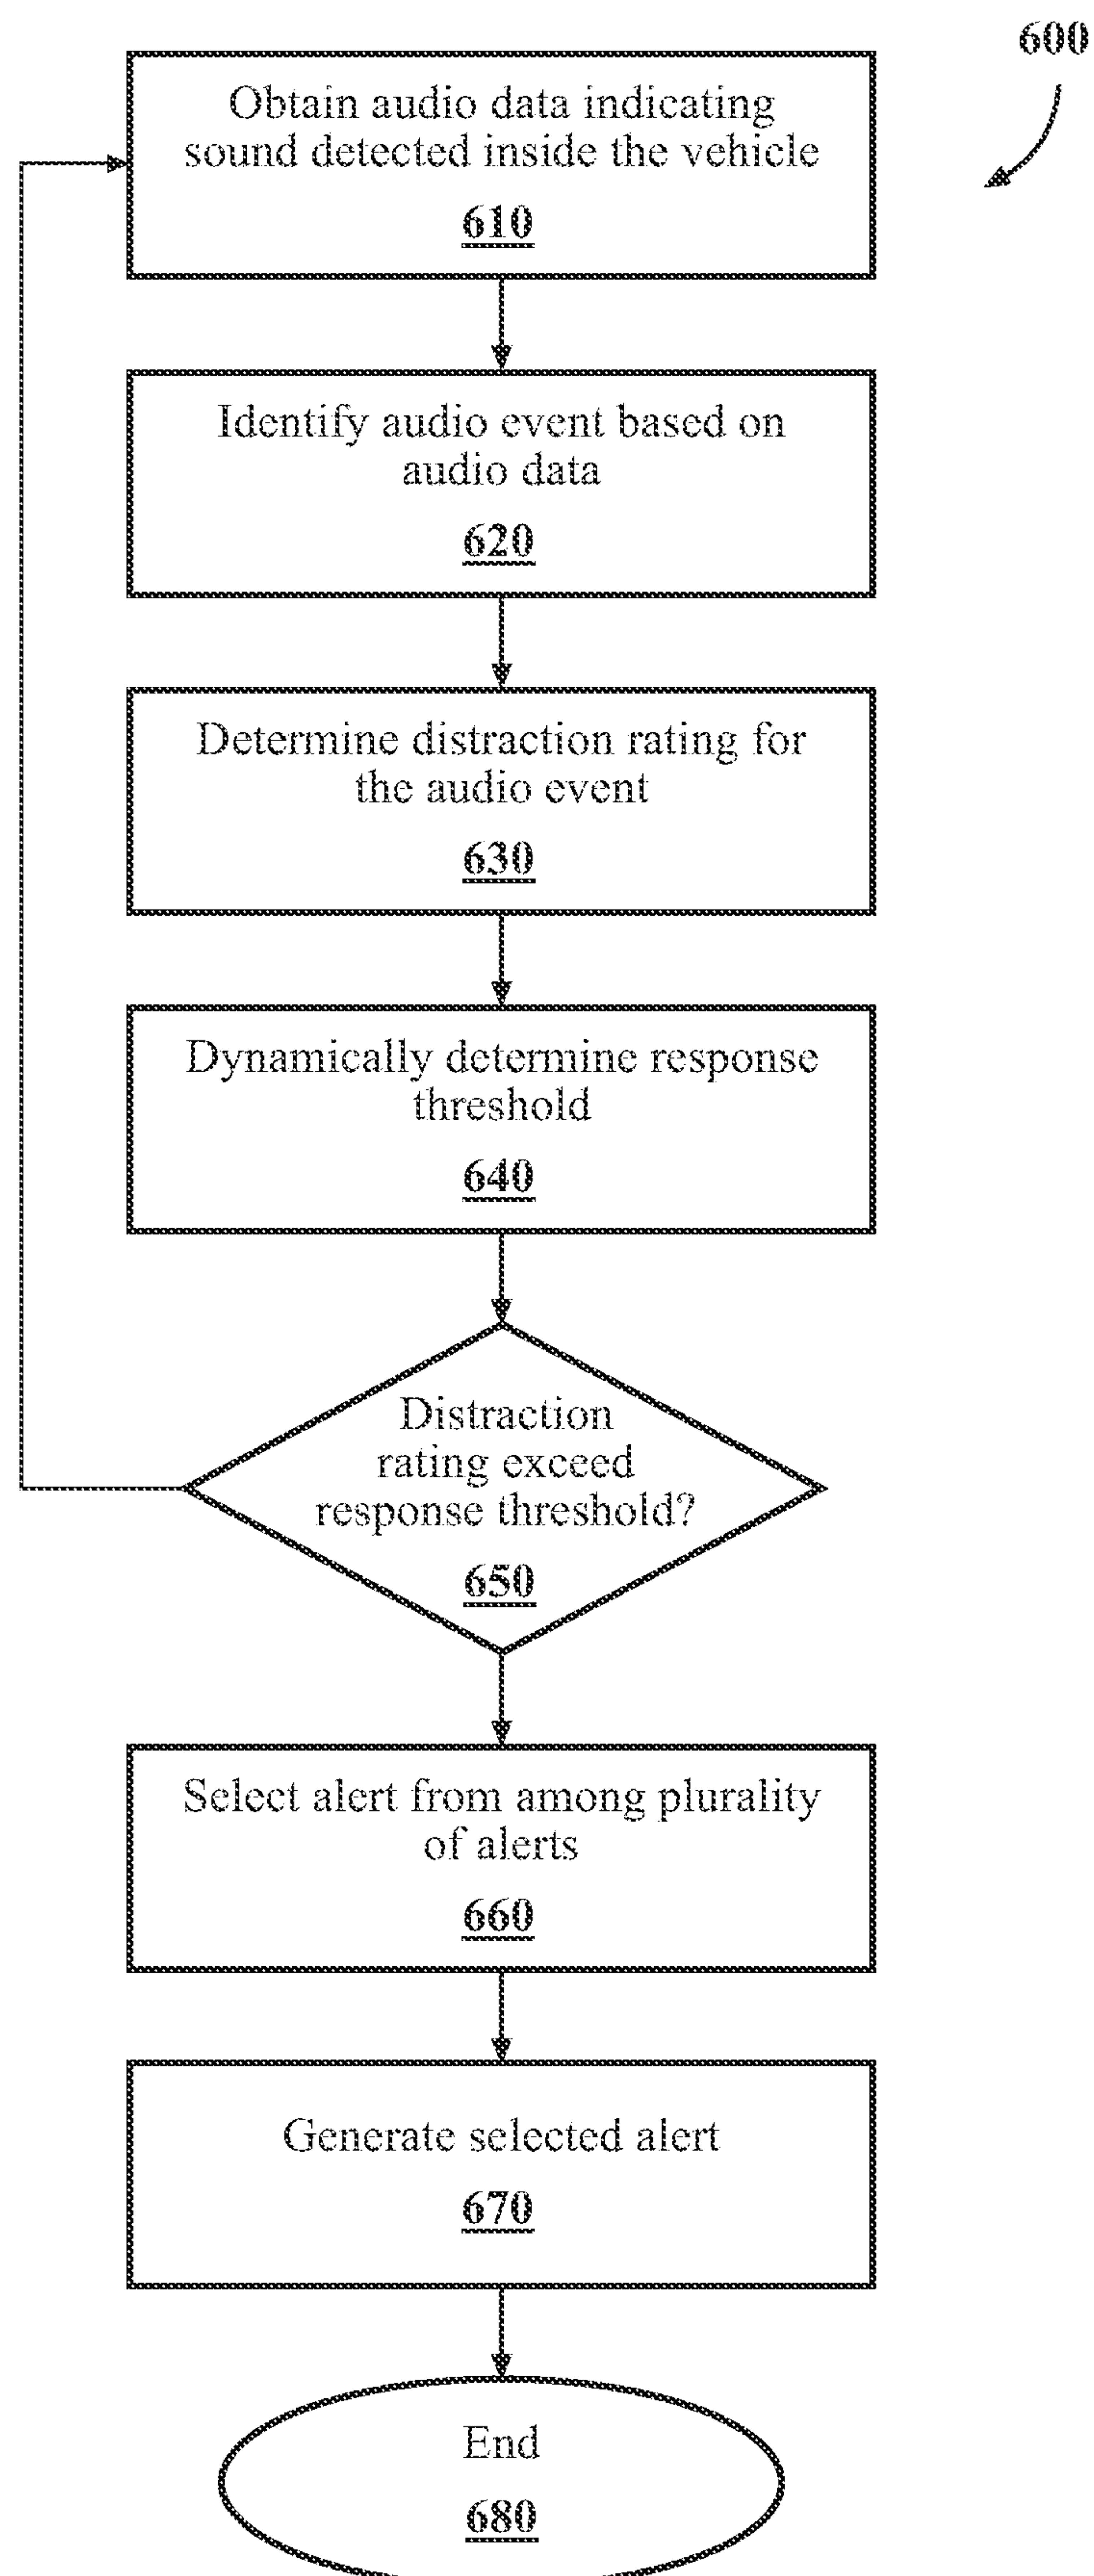 600
Obtain audio data indicating
sound detected inside the vehicle
610
Identify audio event based on
audio data
620
Determine distraction rating for
the audio event
630
Dynamically determine response
threshold
640
Distraction
rating exceed
response threshold?
650
Select alert from among plurality
of alerts
660
Generate selected alert
670
End
680